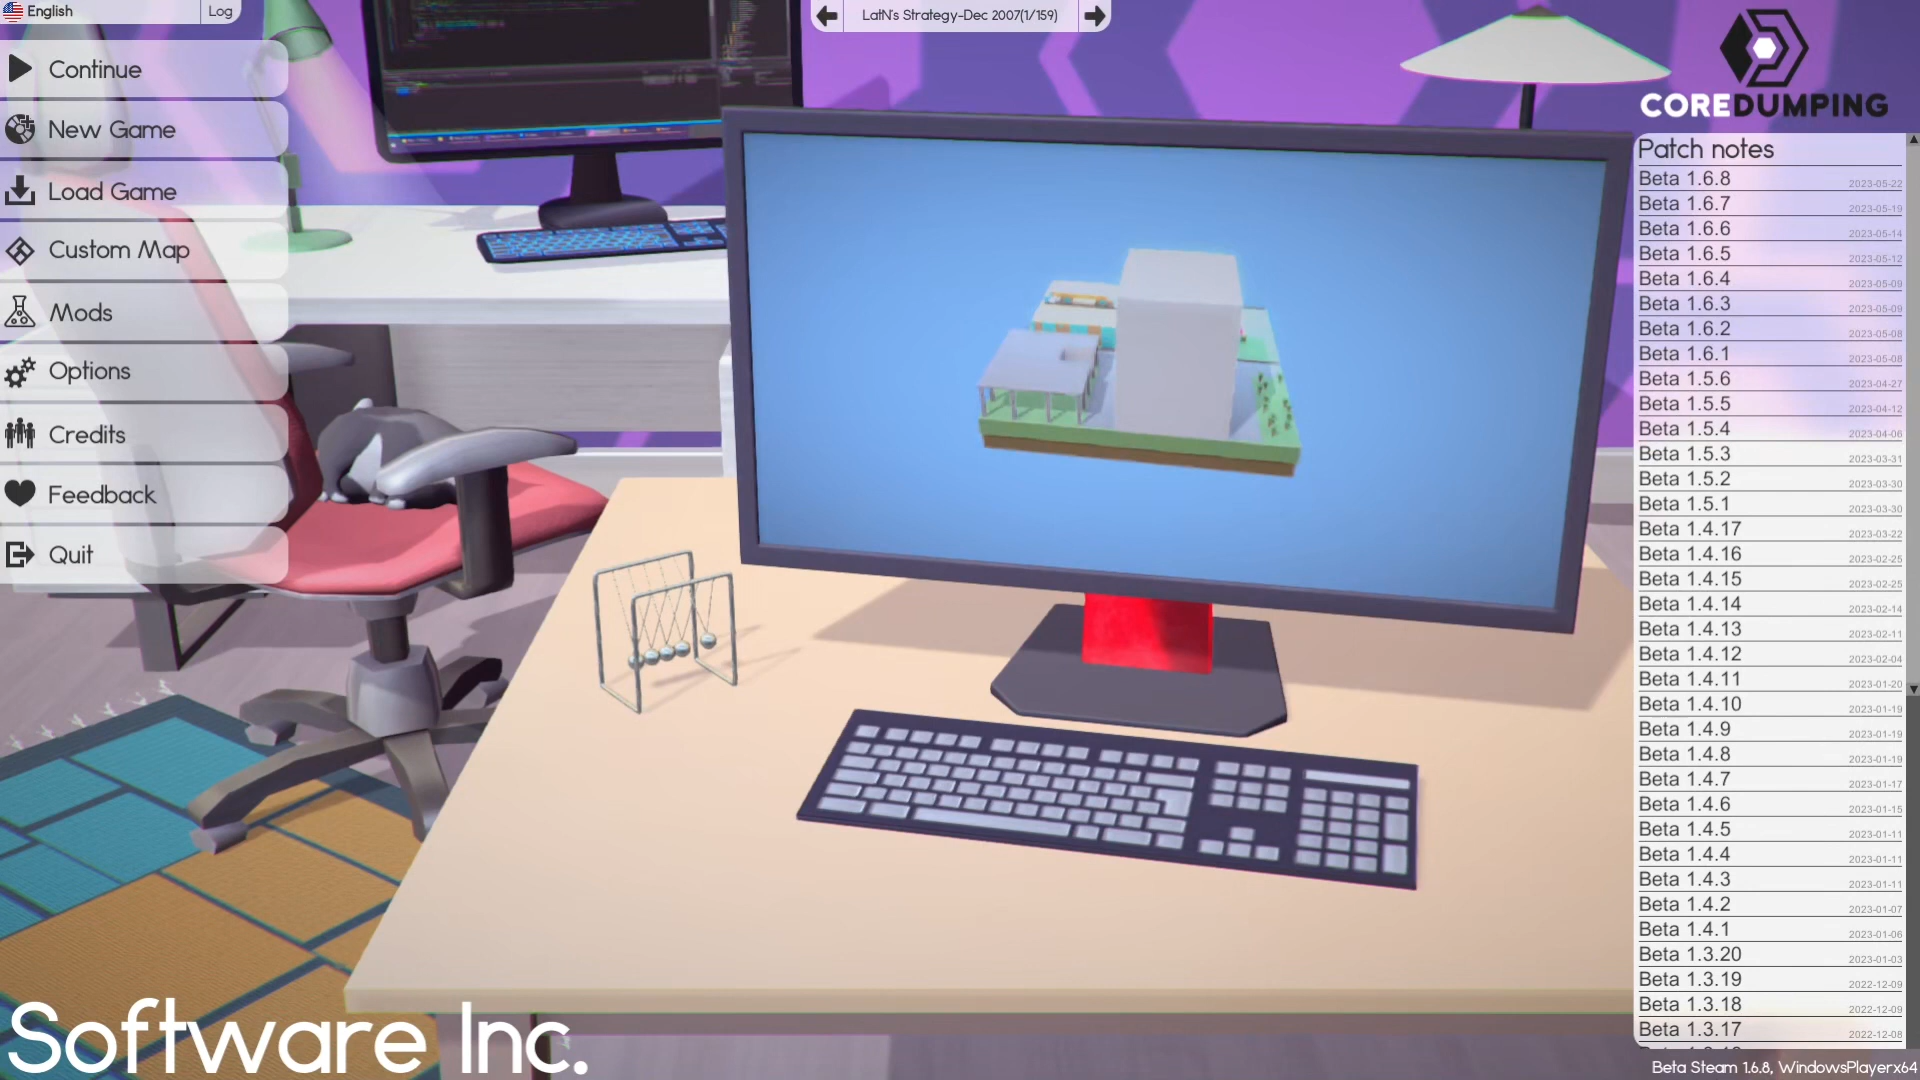 English
Log
LatN's Strategy-Dec 2007(1/159)
Continue
New Game
Load Game
Custom Map
Mods
Options
Credits
Feedback
Quit
COREDUMPING
Patch notes
Beta 1.6.8 2023-05-22
Beta 1.6.7 2023-05-19
Beta 1.6.6 2023-05-14
Beta 1.6.5 2023-05-12
Beta 1.6.4 2023-05-09
Beta 1.6.3 2023-05-09
Beta 1.6.2 2023-05-08
Beta 1.6.1 2023-05-08
Beta 1.5.6 2023-04-27
Beta 1.5.5 2023-04-12
Beta 1.5.4 2023-04-06
Beta 1.5.3 2023-03-31
Beta 1.5.2 2023-03-30
Beta 1.5.1 2023-03-30
Beta 1.4.17 2023-03-22
Beta 1.4.16 2023-02-25
Beta 1.4.15 2023-02-25
Beta 1.4.14 2023-02-14
Beta 1.4.13 2023-02-11
Beta 1.4.12 2023-02-04
Beta 1.4.11 2023-01-20
Beta 1.4.10 2023-01-19
Beta 1.4.9 2023-01-19
Beta 1.4.8 2023-01-19
Beta 1.4.7 2023-01-17
Beta 1.4.6 2023-01-15
Beta 1.4.5 2023-01-11
Beta 1.4.4 2023-01-11
Beta 1.4.3 2023-01-11
Beta 1.4.2 2023-01-07
Beta 1.4.1 2023-01-06
Beta 1.3.20 2023-01-03
Beta 1.3.19 2022-12-09
Beta 1.3.18 2022-12-09
Beta 1.3.17 2022-12-08
Software Inc.
Beta Steam 1.6.8, WindowsPlayerx64